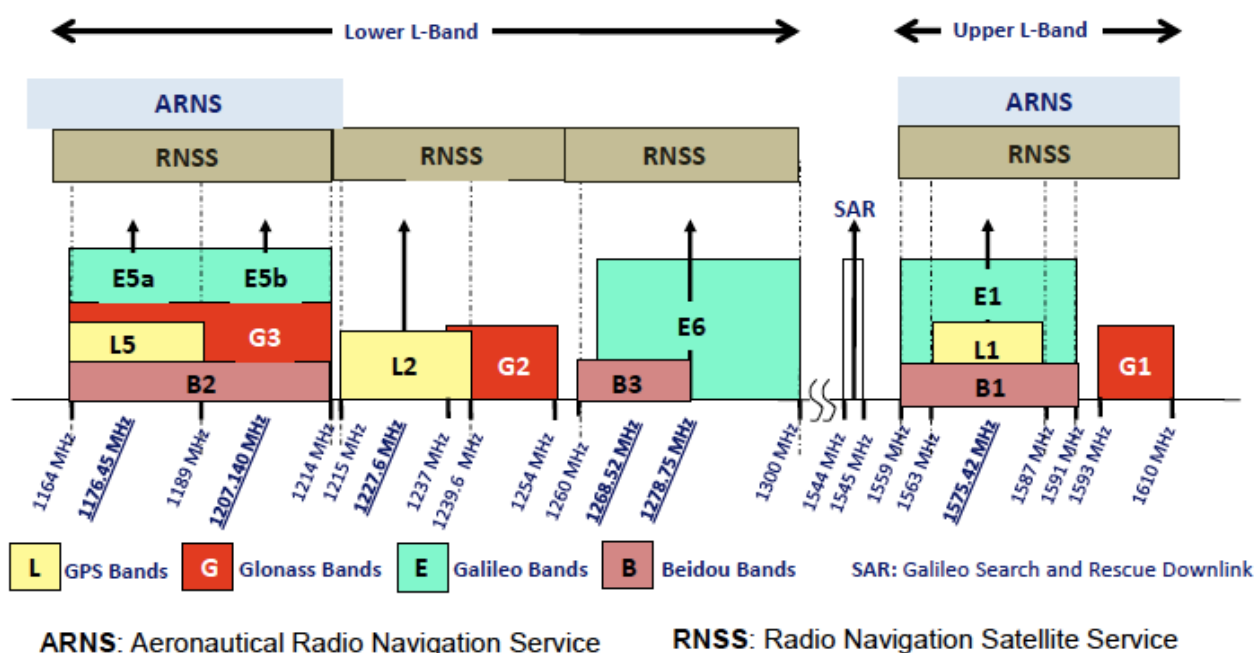 Lower L-Band
Upper L-Band
ARNS
ARNS
RNSS
RNSS
RNSS
RNSS
SAR
E5a
E5b
E1
E6
L5
G3
L2
G2
L1
G1
B2
B3
B1
1164 MHz
1176.45 MHz
1189 MHz
1207.140 MHz
1214 MHz
1215 MHz
1227.6 MHz
1237 MHz
1239.6 MHz
1254 MHz
1260 MHz
1268.52 MHz
1278.75 MHz
1300 MHz
1544 MHz
1545 MHz
1559 MHz
1563 MHz
1575.42 MHz
1587 MHz
1591 MHz
1593 MHz
1610 MHz
L GPS Bands G Glonass Bands E Galileo Bands B Beidou Bands SAR: Galileo Search and Rescue Downlink
ARNS: Aeronautical Radio Navigation Service RNSS: Radio Navigation Satellite Service